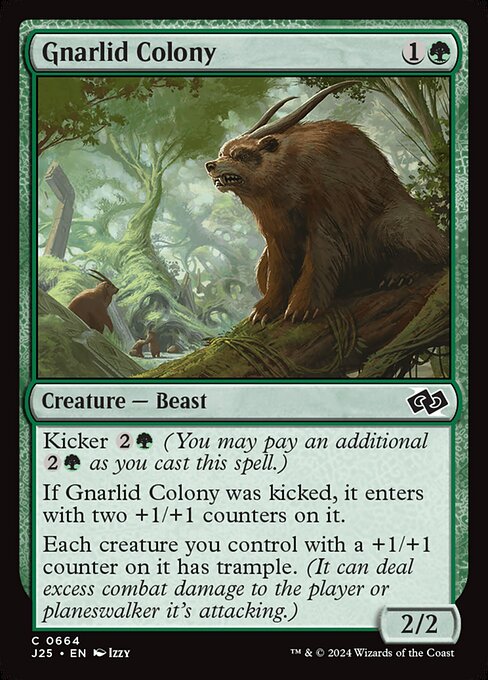 Gnarlid Colony 1
Creature — Beast
Kicker 2 (You may pay an additional
2 as you cast this spell.)
If Gnarlid Colony was kicked, it enters
with two +1/+1 counters on it.
Each creature you control with a +1/+1
counter on it has trample. (It can deal
excess combat damage to the player or
planeswalker it's attacking.)
2/2
C 0664
J25 • EN Izzy
™ & © 2024 Wizards of the Coast